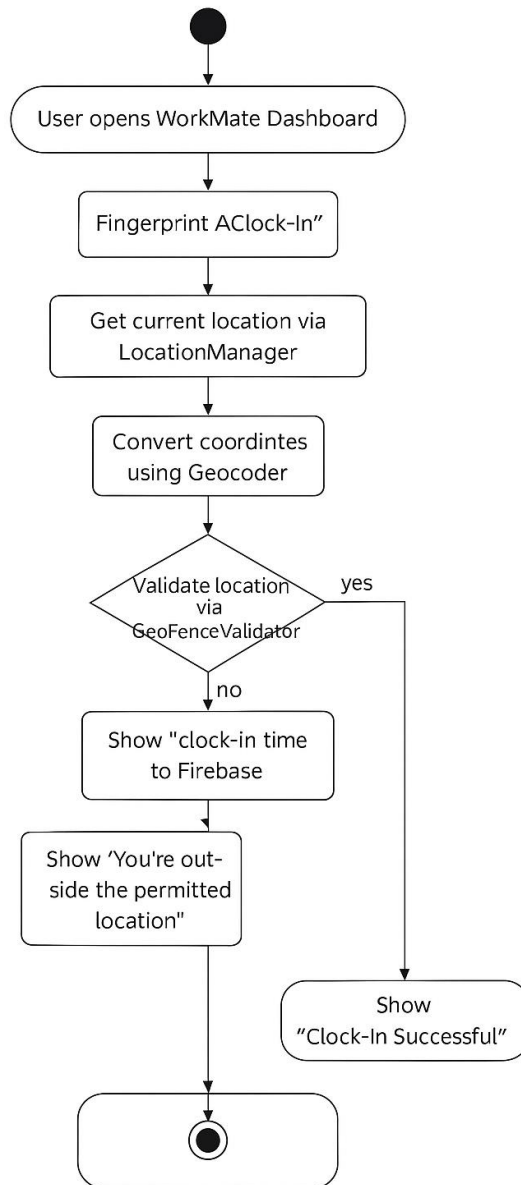 User opens WorkMate Dashboard
Fingerprint AClock-In”
Get current location via
LocationManager
Convert coordintes
using Geocoder
Validate location
via
GeoFenceValidator
yes
no
Show "clock-in time
to Firebase
Show ‘You're out-
side the permitted
location"
Show
”Clock-In Successful”